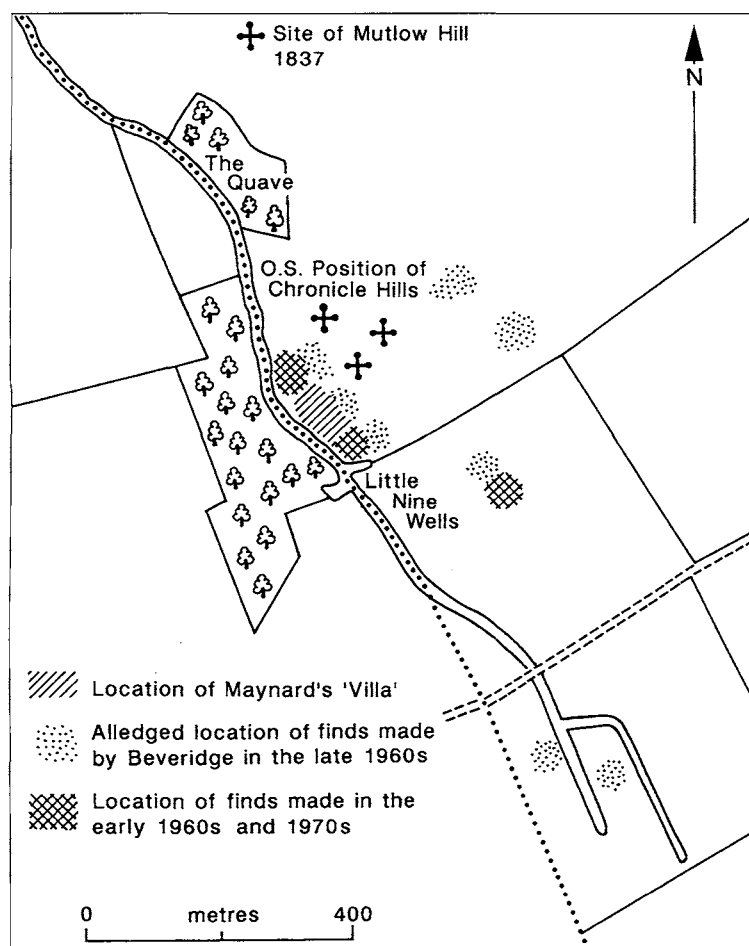 Site of Mutlow Hill
1837
N
The
Quave
O.S. Position of
Chronicle Hills
Little
Nine
Wells
Location of Maynard's 'Villa'
Alledged location of finds made
by Beveridge in the late 1960s
Location of finds made in the
early 1960s and 1970s
0 metres 400